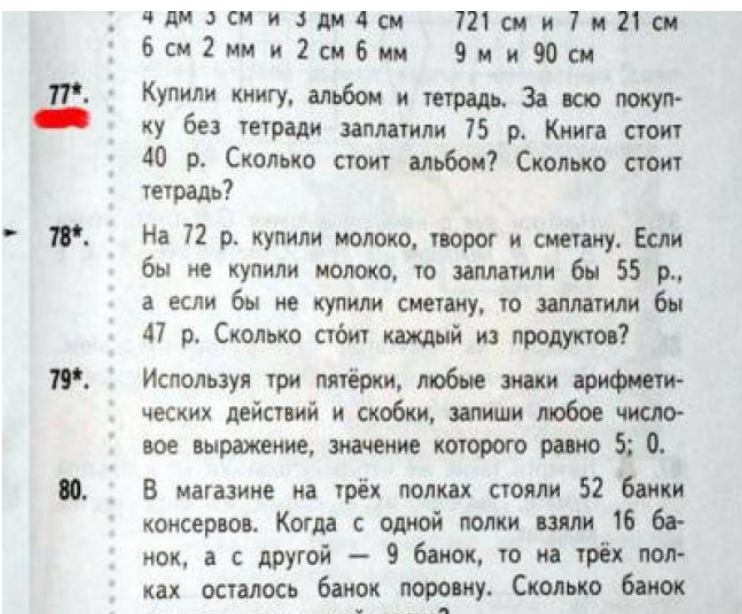 4 дм 3 см и 3 дм 4 см 721 см и 7 м 21 см
6 см 2 мм и 2 см 6 мм 9 м и 90 см
77*. Купили книгу, альбом и тетрадь. За всю покуп-
ку без тетради заплатили 75 р. Книга стоит
40 р. Сколько стоит альбом? Сколько стоит
тетрадь?
78*. На 72 р. купили молоко, творог и сметану. Если
бы не купили молоко, то заплатили бы 55 р.,
а если бы не купили сметану, то заплатили бы
47 р. Сколько сто́ит каждый из продуктов?
79*. Используя три пятёрки, любые знаки арифмети-
ческих действий и скобки, запиши любое число-
вое выражение, значение которого равно 5; 0.
80. В магазине на трёх полках стояли 52 банки
консервов. Когда с одной полки взяли 16 ба-
нок, а с другой — 9 банок, то на трёх пол-
ках осталось банок поровну. Сколько банок